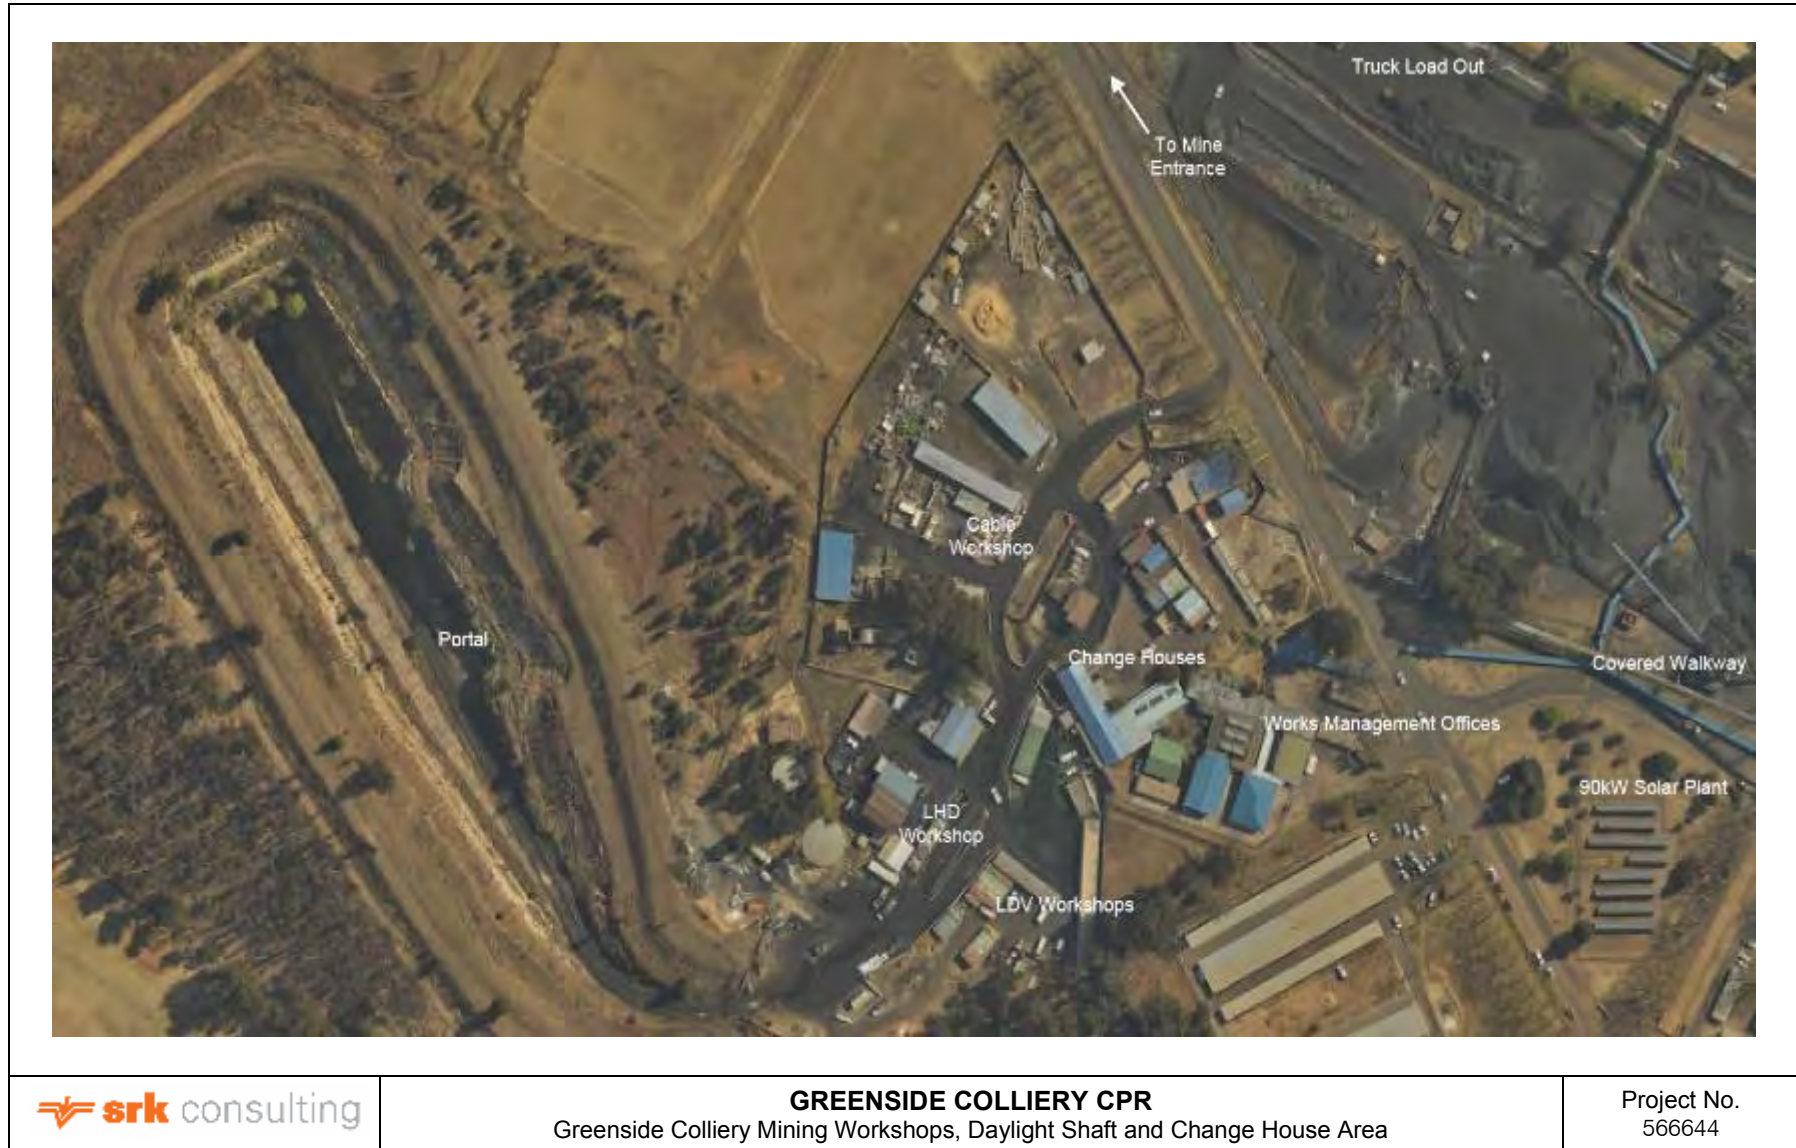 Truck Load Out
To Mine
Entrance
Cable
Workshop
Portal
Change Houses
Covered Walkway
Works Management Offices
90kW Solar Plant
LHD
Workshop
LDV Workshops
srk consulting
GREENSIDE COLLIERY CPR
Greenside Colliery Mining Workshops, Daylight Shaft and Change House Area
Project No.
566644